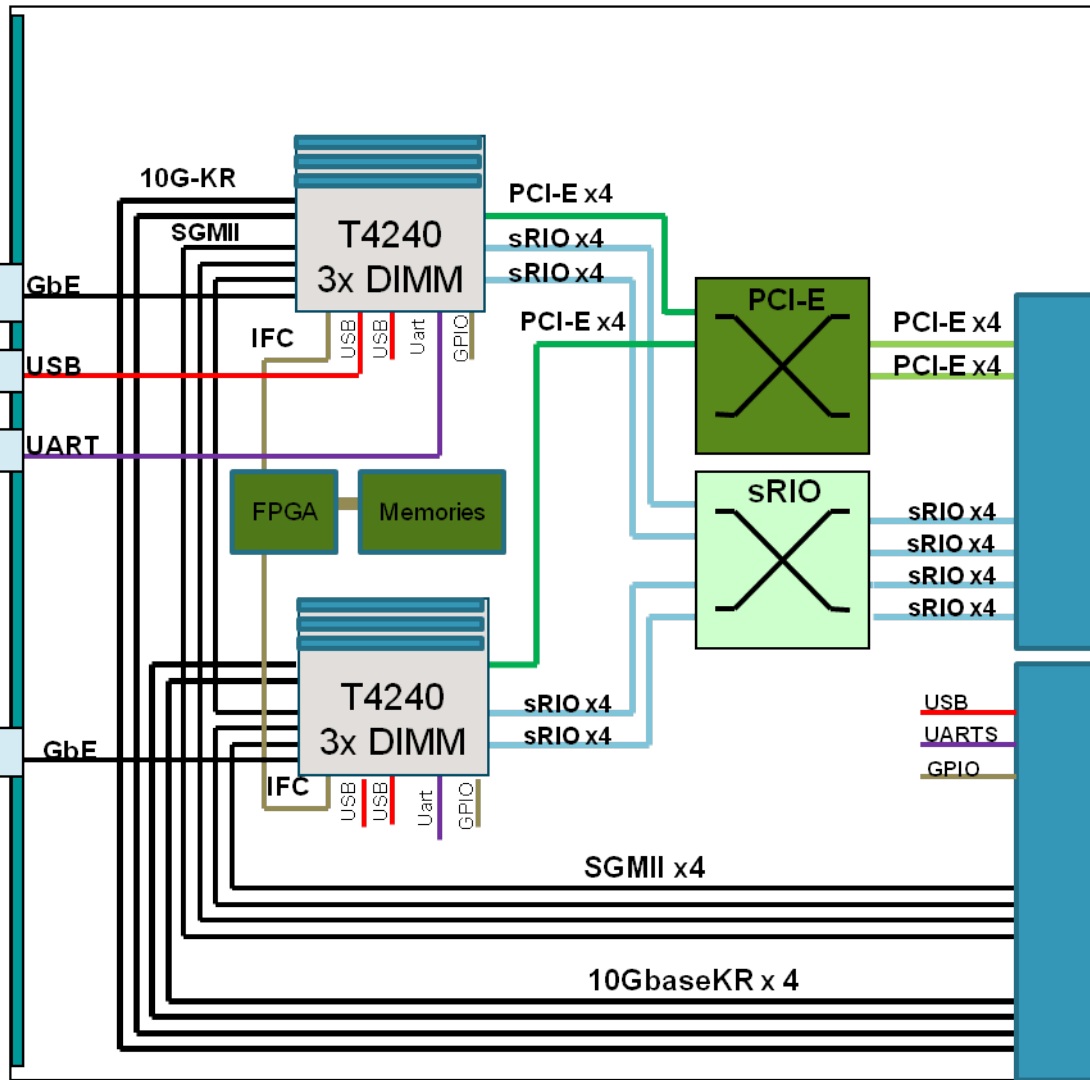 10G-KR
SGMII
GbE
USB
UART
T4240
3x DIMM
IFC
USB
USB
Uart
GPIO
PCI-E x4
sRIO x4
sRIO x4
PCI-E x4
PCI-E
PCI-E x4
PCI-E x4
FPGA
Memories
sRIO
sRIO x4
sRIO x4
sRIO x4
sRIO x4
T4240
3x DIMM
GbE
IFC
USB
USB
Uart
GPIO
sRIO x4
sRIO x4
USB
UARTS
GPIO
SGMII x4
10GbaseKR x 4